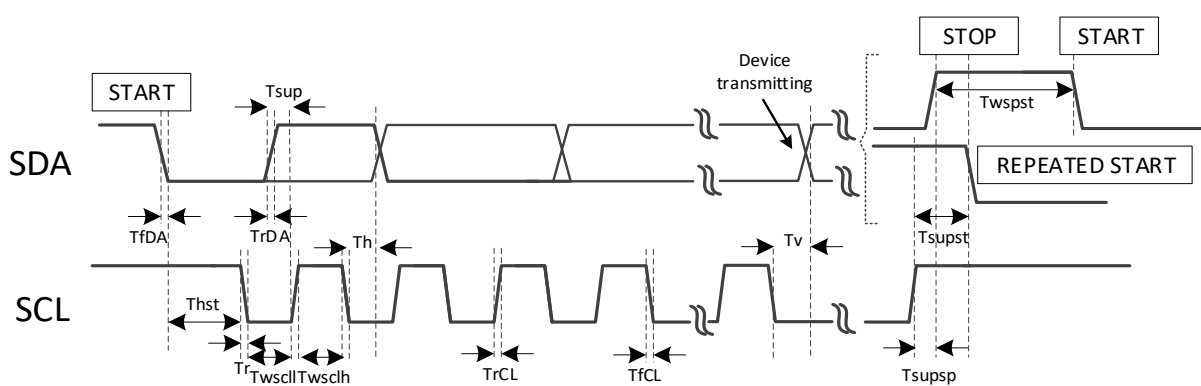 STOP
START
Device
transmitting
START
Tsup
Twspst
SDA
REPEATED START
TfDA
TrDA
Th
Tv
Tsupst
SCL
Thst
Tr
Twscll
Twsclh
TrCL
TfCL
Tsupsp